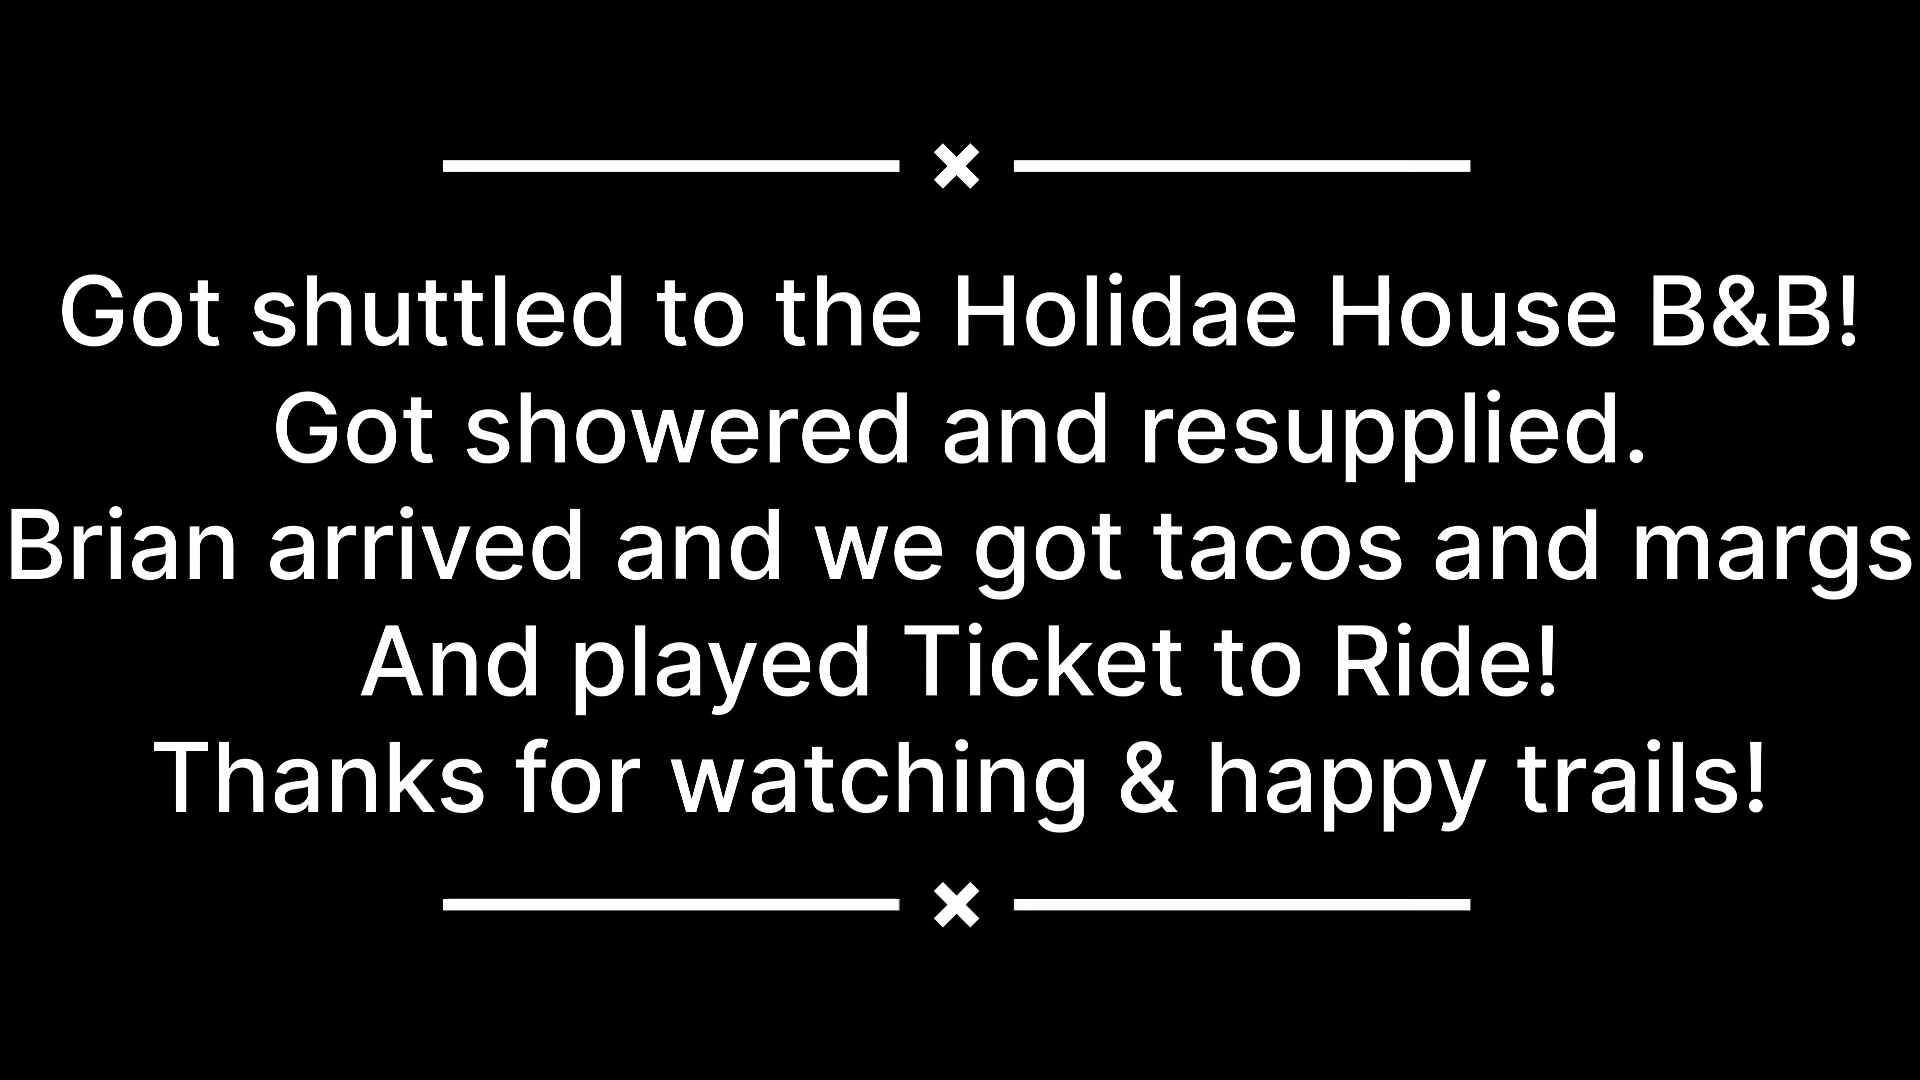 Got shuttled to the Holidae House B&B!
Got showered and resupplied.
Brian arrived and we got tacos and margs
And played Ticket to Ride!
Thanks for watching & happy trails!